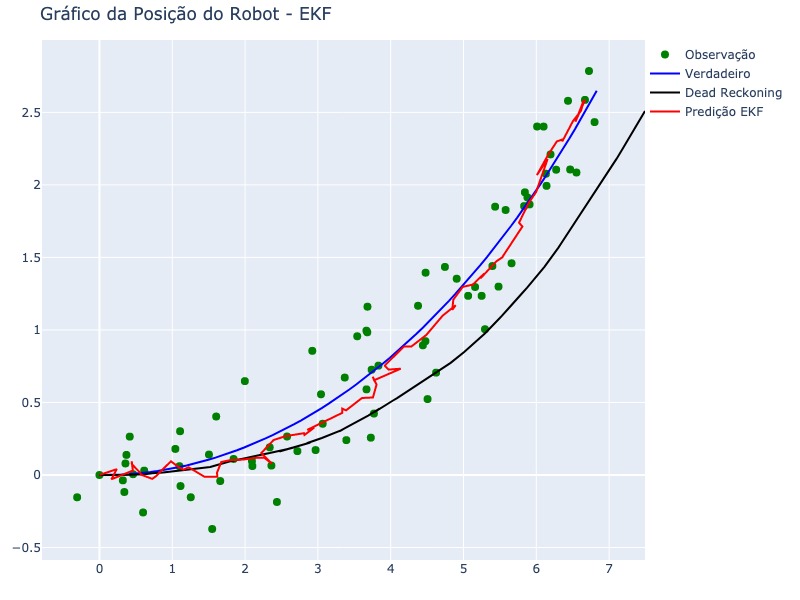 Gráfico da Posição do Robot - EKF
Observação
Verdadeiro
Dead Reckoning
Predição EKF
2.5
2
1.5
1
0.5
0
−0.5
0 1 2 3 4 5 6 7